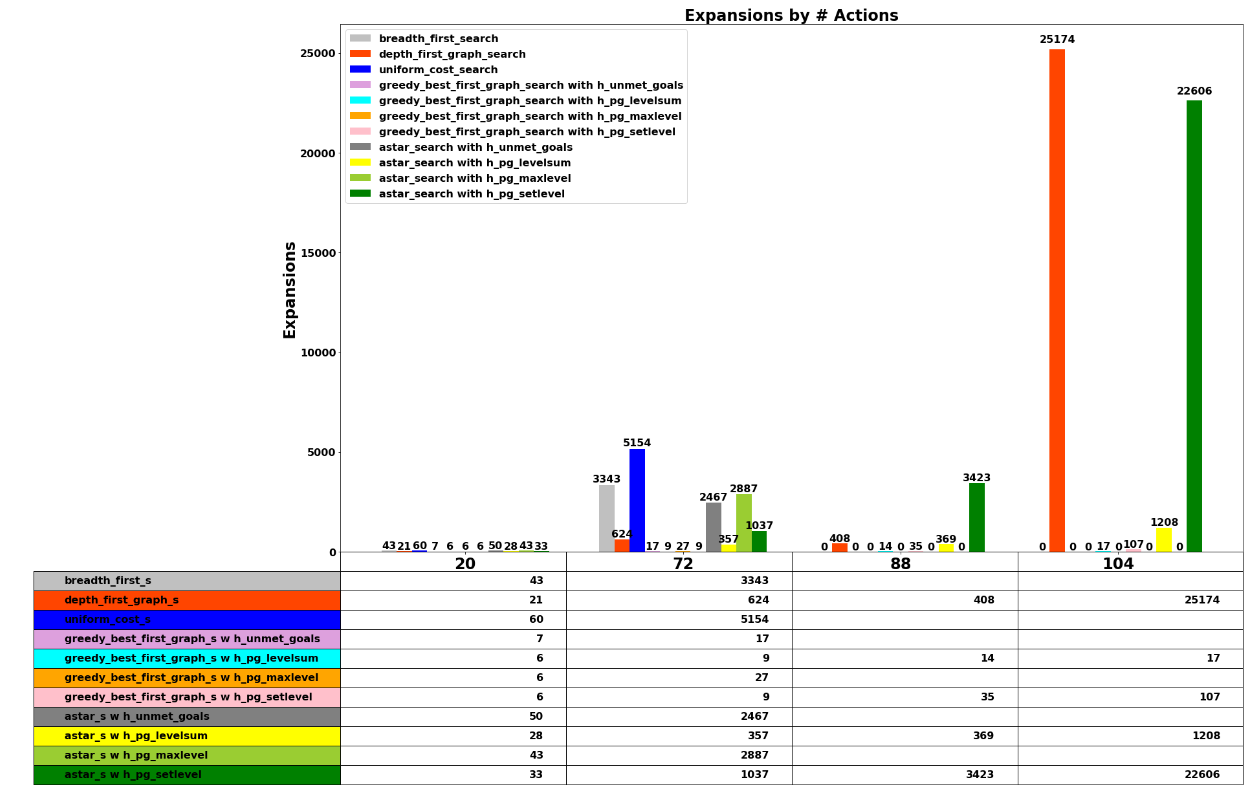 Expansions by # Actions
breadth_first_search
depth_first_graph_search
uniform_cost_search
greedy_best_first_graph_search with h_unmet_goals
greedy_best_first_graph_search with h_pg_levelsum
greedy_best_first_graph_search with h_pg_maxlevel
greedy_best_first_graph_search with h_pg_setlevel
astar_search with h_unmet_goals
astar_search with h_pg_levelsum
astar_search with h_pg_maxlevel
astar_search with h_pg_setlevel
Expansions
25000
20000
15000
10000
5000
0
43 21 60 7 6 6 6 50 28 43 33
3343 624 5154 17 9 27 9 2467 357 2887 1037
0 408 0 0 14 0 35 0 369 0 3423
0 25174 0 0 17 0 107 0 1208 0 22606
20 72 88 104
breadth_first_s 43 3343
depth_first_graph_s 21 624 408 25174
uniform_cost_s 60 5154
greedy_best_first_graph_s w h_unmet_goals 7 17
greedy_best_first_graph_s w h_pg_levelsum 6 9 14 17
greedy_best_first_graph_s w h_pg_maxlevel 6 27
greedy_best_first_graph_s w h_pg_setlevel 6 9 35 107
astar_s w h_unmet_goals 50 2467
astar_s w h_pg_levelsum 28 357 369 1208
astar_s w h_pg_maxlevel 43 2887
astar_s w h_pg_setlevel 33 1037 3423 22606